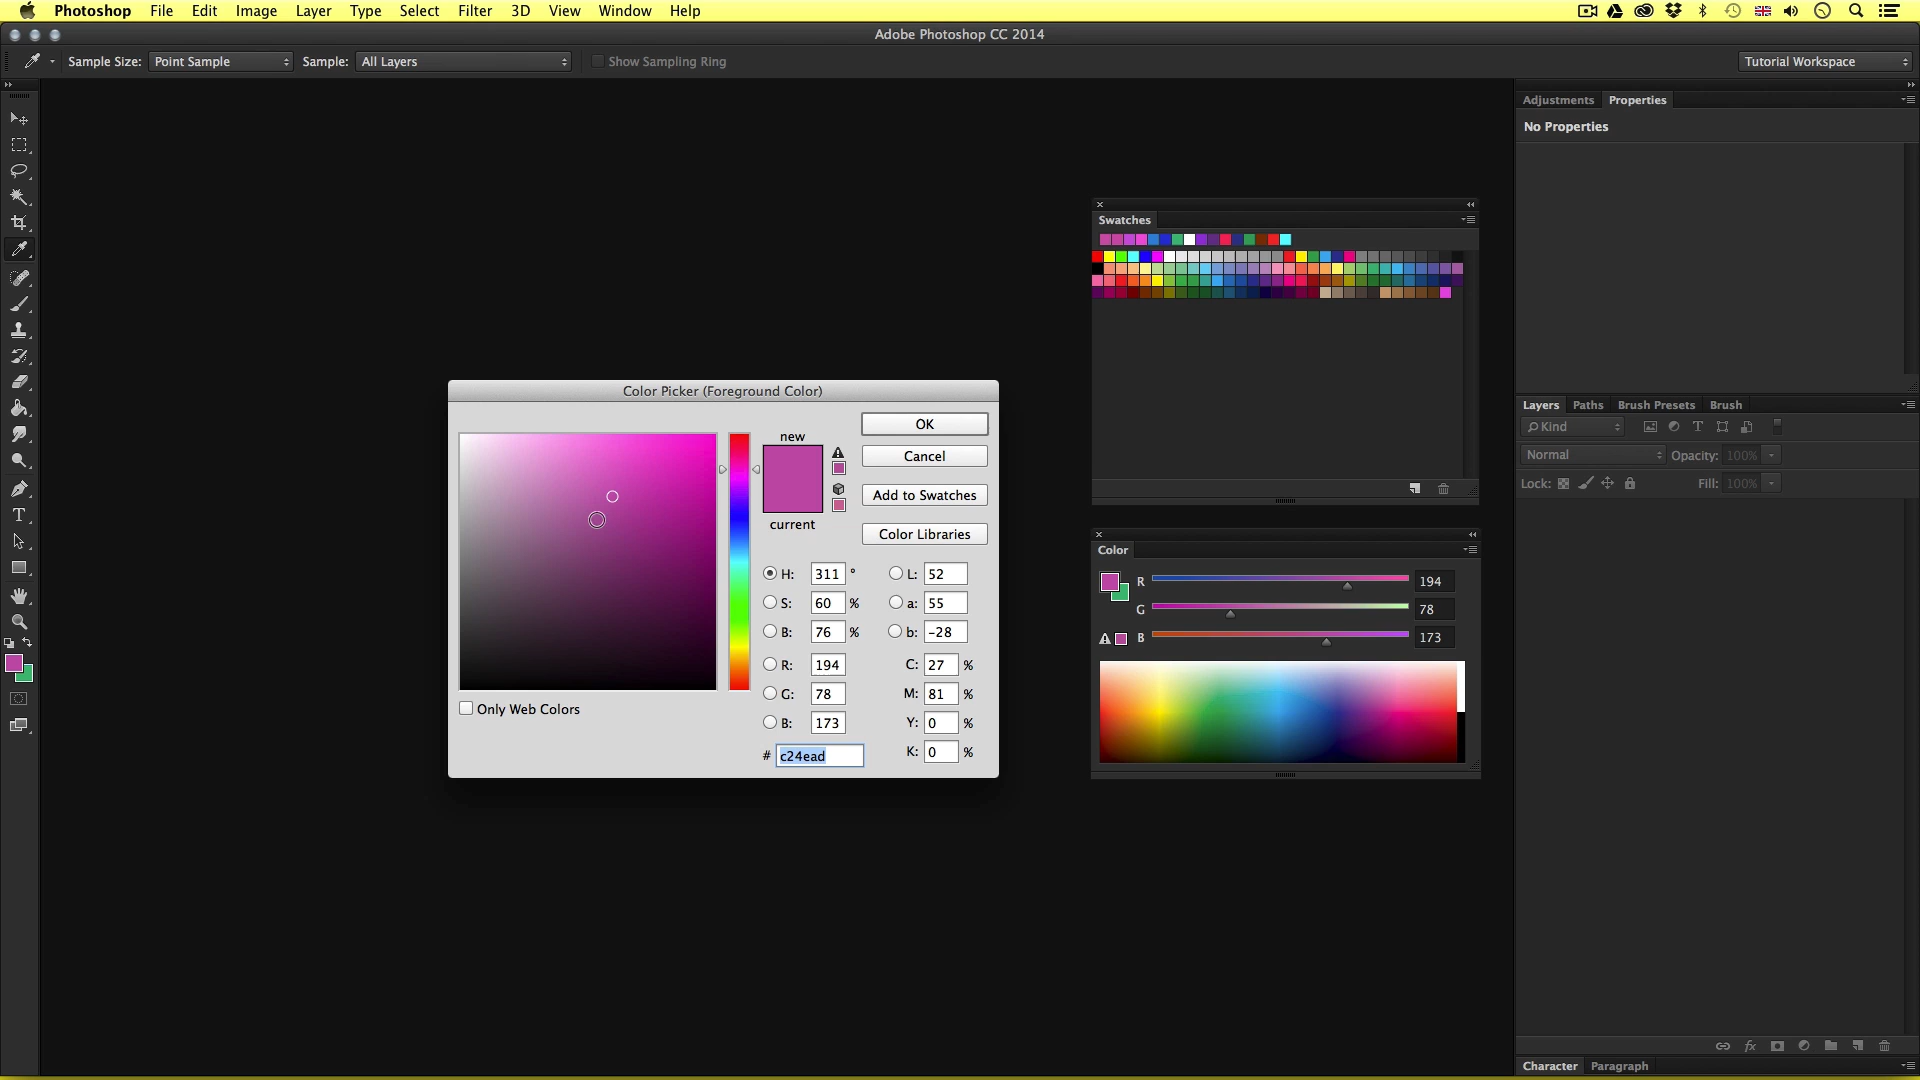 Photoshop File Edit Image Layer Type Select Filter 3D View Window Help
Adobe Photoshop CC 2014
Sample Size: Point Sample Sample: All Layers Show Sampling Ring Tutorial Workspace
Adjustments Properties
No Properties
Swatches
Color Picker (Foreground Color)
new
current
OK
Cancel
Add to Swatches
Color Libraries
H: 311 ° L: 52
S: 60 % a: 55
B: 76 % b: -28
R: 194 C: 27 %
G: 78 M: 81 %
B: 173 Y: 0 %
# c24ead K: 0 %
Only Web Colors
Color
R 194
G 78
B 173
Layers Paths Brush Presets Brush
Kind
Normal Opacity: 100%
Lock: Fill: 100%
fx
Character Paragraph